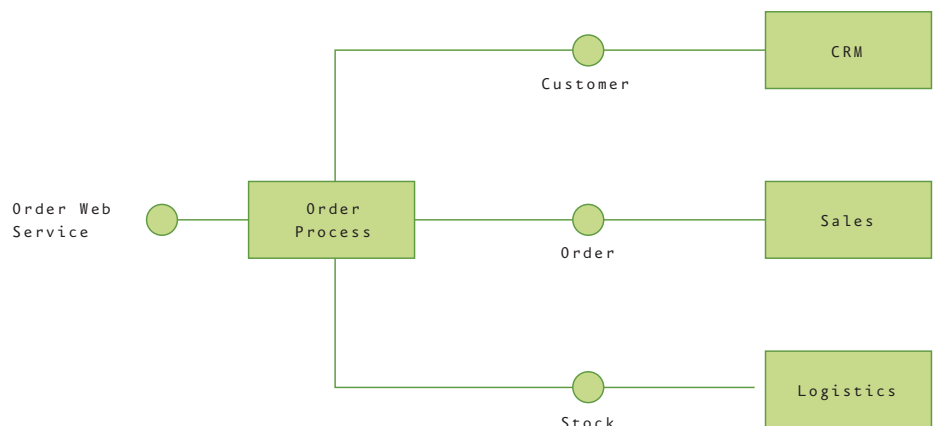 CRM
Customer
Order Web
Service
Order
Process
Sales
Order
Logistics
Stock